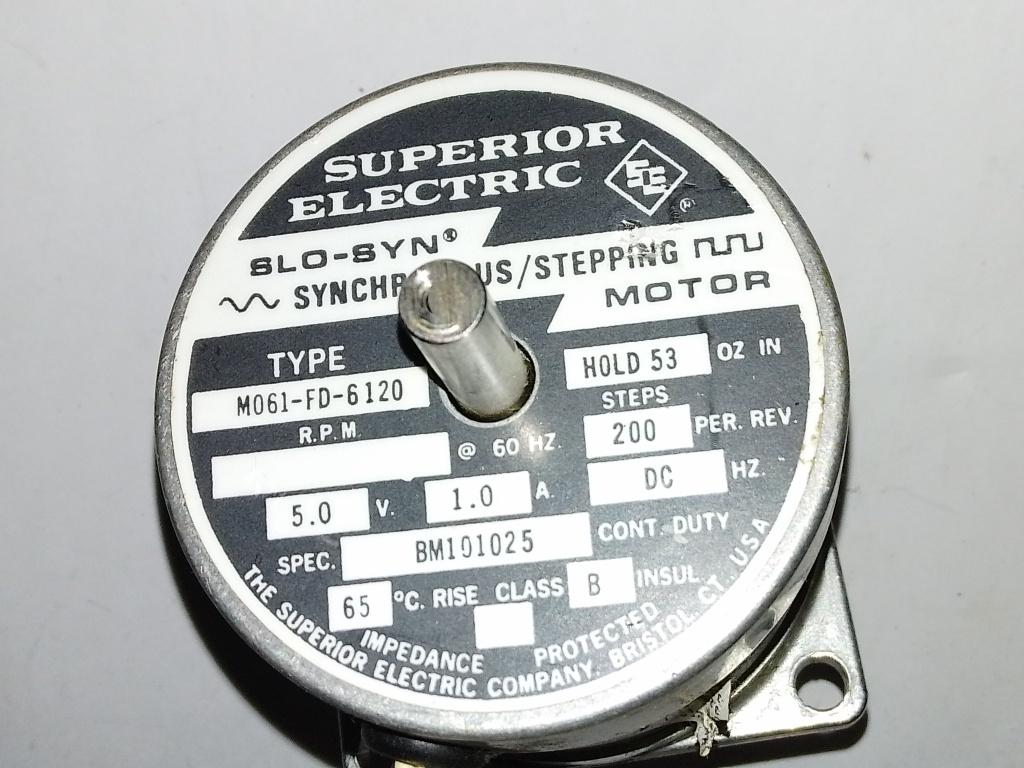 SUPERIOR
ELECTRIC
SE
®
SLO-SYN®
SYNCHR US/STEPPING
MOTOR
TYPE
M061-FD-6120
HOLD 53 OZ IN
R.P.M.
@ 60 HZ.
STEPS
200 PER. REV.
5.0 V. 1.0 A. DC HZ.
SPEC. BM101025 CONT. DUTY
65 °C. RISE CLASS B INSUL.
IMPEDANCE PROTECTED
THE SUPERIOR ELECTRIC COMPANY. BRISTOL, CT. USA